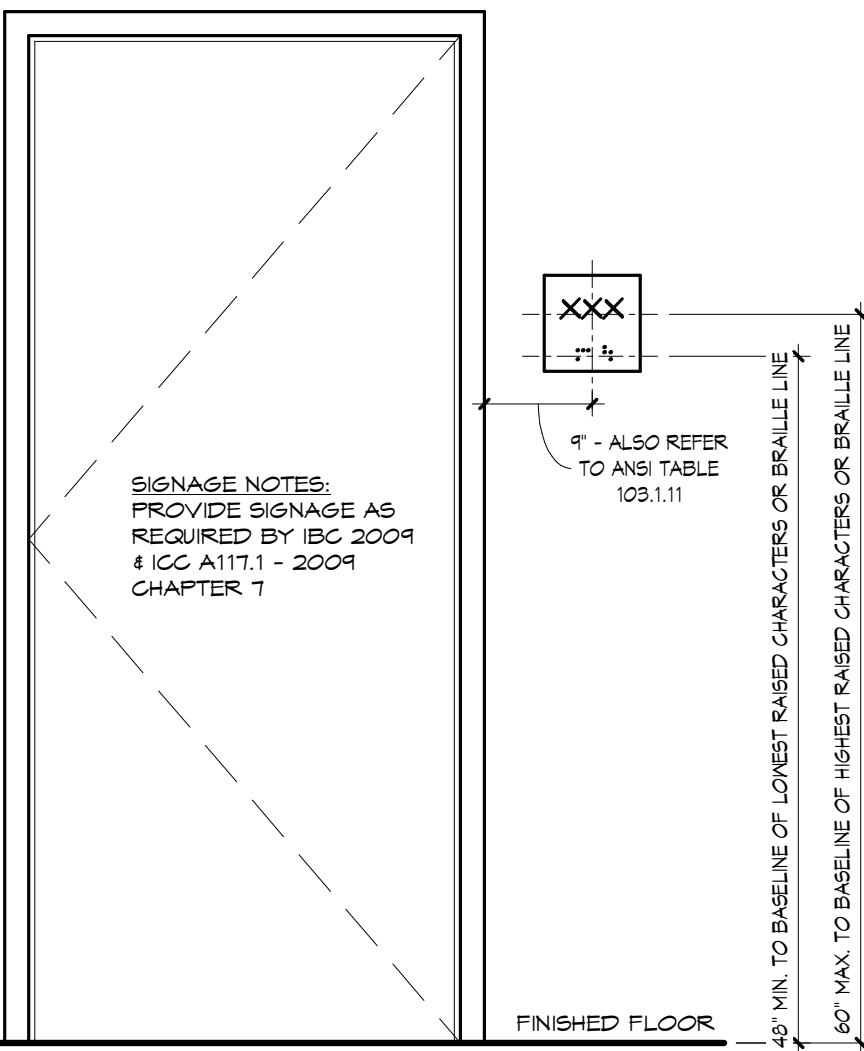 XXX
9" - ALSO REFER
TO ANSI TABLE
103.1.11
SIGNAGE NOTES:
PROVIDE SIGNAGE AS
REQUIRED BY IBC 2009
& ICC A117.1 - 2009
CHAPTER 7
48" MIN. TO BASELINE OF LOWEST RAISED CHARACTERS OR BRAILLE LINE
60" MAX. TO BASELINE OF HIGHEST RAISED CHARACTERS OR BRAILLE LINE
FINISHED FLOOR